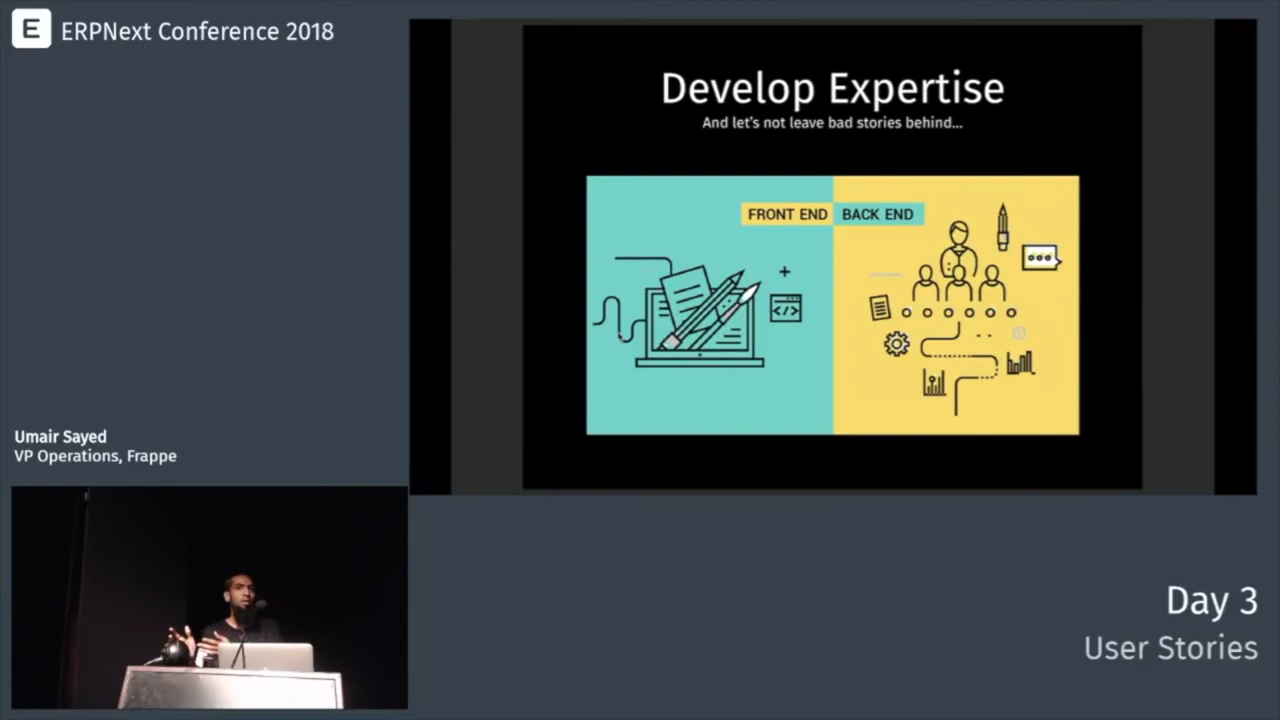 E
ERPNext Conference 2018
Develop Expertise
And let's not leave bad stories behind...
FRONT END
BACK END
</>
Umair Sayed
VP Operations, Frappe
Day 3
User Stories